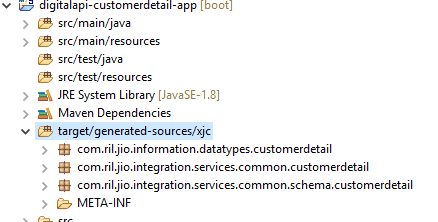 digitalapi-customerdetail-app [boot]
src/main/java
src/main/resources
src/test/java
src/test/resources
JRE System Library [JavaSE-1.8]
Maven Dependencies
target/generated-sources/xjc
com.ril.jio.information.datatypes.customerdetail
com.ril.jio.integration.services.common.customerdetail
com.ril.jio.integration.services.common.schema.customerdetail
META-INF
src